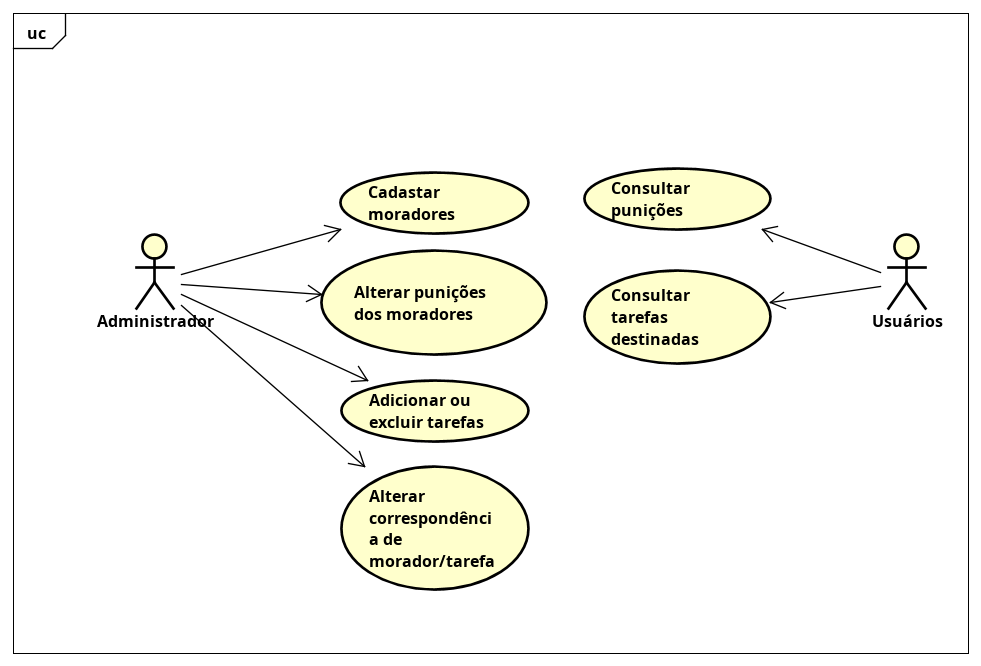 uc
Cadastar
moradores
Alterar punições
dos moradores
Adicionar ou
excluir tarefas
Alterar
correspondênci
a de
morador/tarefa
Administrador
Consultar
punições
Consultar
tarefas
destinadas
Usuários